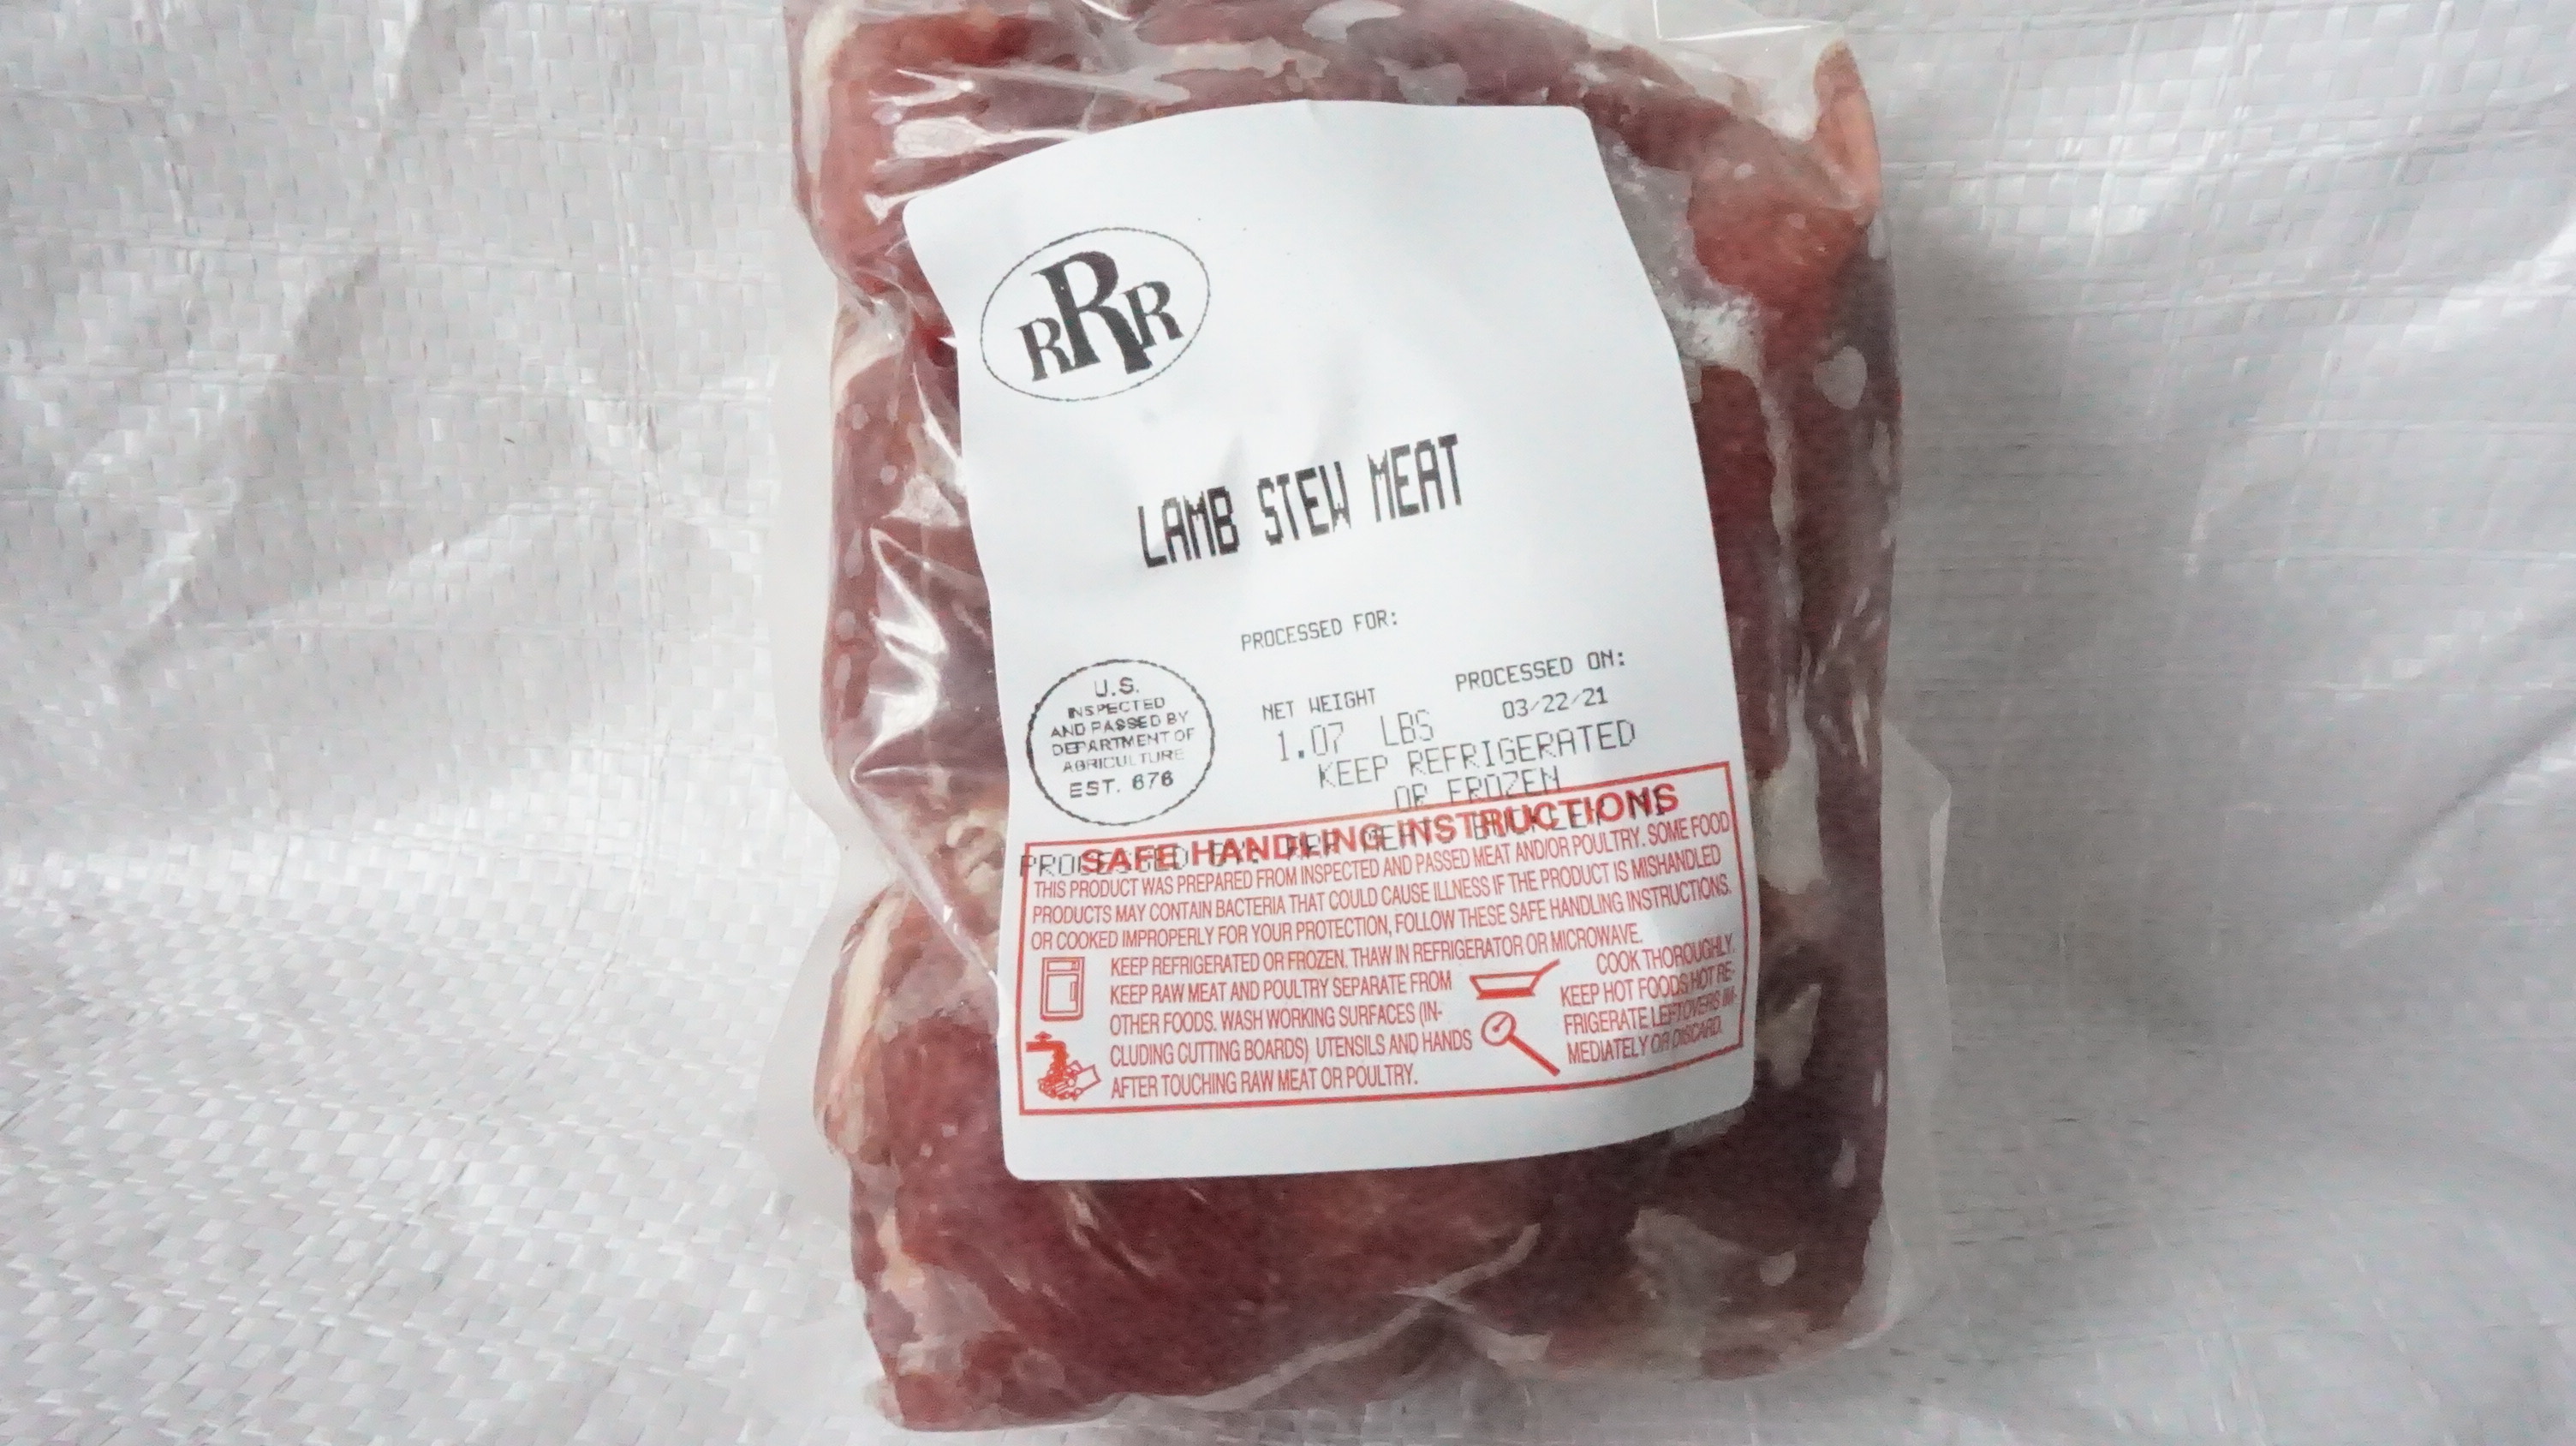 RRR
LAMB STEW MEAT
PROCESSED FOR:
U.S.
INSPECTED
AND PASSED BY
DEPARTMENT OF
AGRICULTURE
EST. 676
NET WEIGHT
1.07 LBS
PROCESSED ON:
03/22/21
KEEP REFRIGERATED
OR FROZEN
PROCESSED BY: RRR
SAFE HANDLING INSTRUCTIONS
THIS PRODUCT WAS PREPARED FROM INSPECTED AND PASSED MEAT AND/OR POULTRY. SOME FOOD
PRODUCTS MAY CONTAIN BACTERIA THAT COULD CAUSE ILLNESS IF THE PRODUCT IS MISHANDLED
OR COOKED IMPROPERLY FOR YOUR PROTECTION, FOLLOW THESE SAFE HANDLING INSTRUCTIONS.
KEEP REFRIGERATED OR FROZEN. THAW IN REFRIGERATOR OR MICROWAVE.
KEEP RAW MEAT AND POULTRY SEPARATE FROM
OTHER FOODS. WASH WORKING SURFACES (IN-
CLUDING CUTTING BOARDS) UTENSILS AND HANDS
AFTER TOUCHING RAW MEAT OR POULTRY.
COOK THOROUGHLY.
KEEP HOT FOODS HOT RE-
FRIGERATE LEFTOVERS IM-
MEDIATELY OR DISCARD.